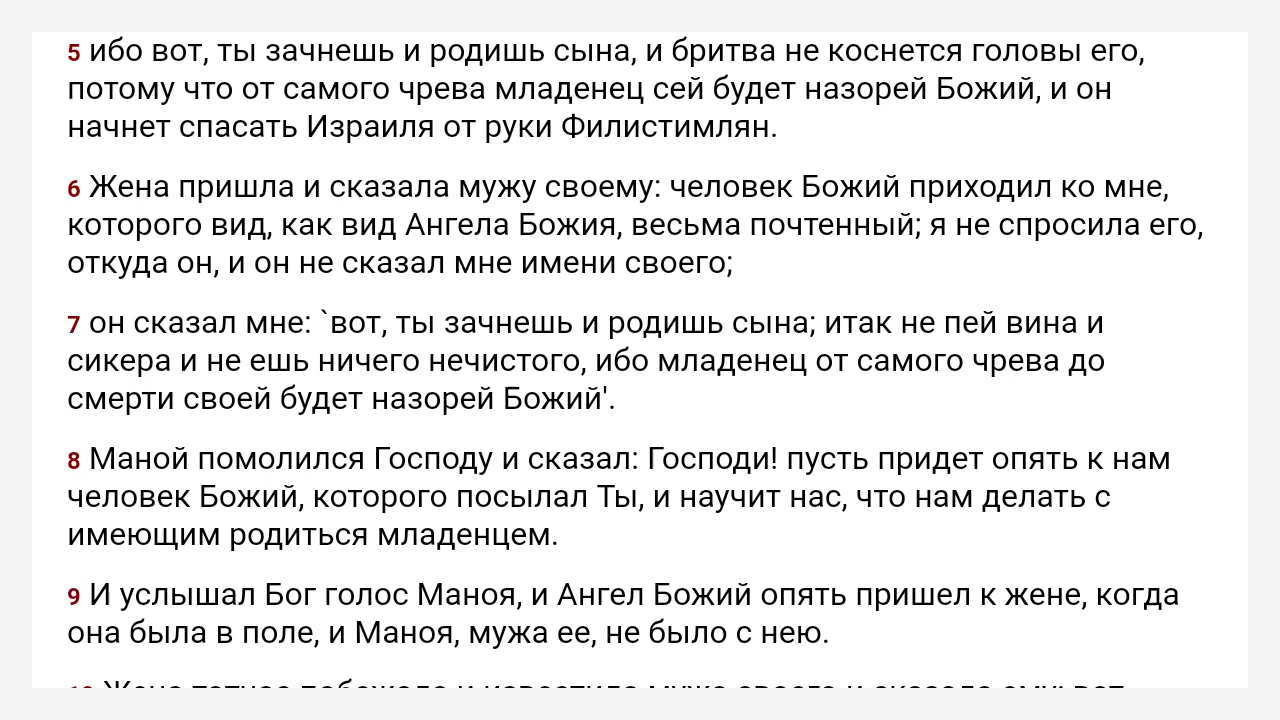 5 ибо вот, ты зачнешь и родишь сына, и бритва не коснется головы его,
потому что от самого чрева младенец сей будет назорей Божий, и он
начнет спасать Израиля от руки Филистимлян.
6 Жена пришла и сказала мужу своему: человек Божий приходил ко мне,
которого вид, как вид Ангела Божия, весьма почтенный; я не спросила его,
откуда он, и он не сказал мне имени своего;
7 он сказал мне: `вот, ты зачнешь и родишь сына; итак не пей вина и
сикера и не ешь ничего нечистого, ибо младенец от самого чрева до
смерти своей будет назорей Божий'.
8 Маной помолился Господу и сказал: Господи! пусть придет опять к нам
человек Божий, которого посылал Ты, и научит нас, что нам делать с
имеющим родиться младенцем.
9 И услышал Бог голос Маноя, и Ангел Божий опять пришел к жене, когда
она была в поле, и Маноя, мужа ее, не было с нею.